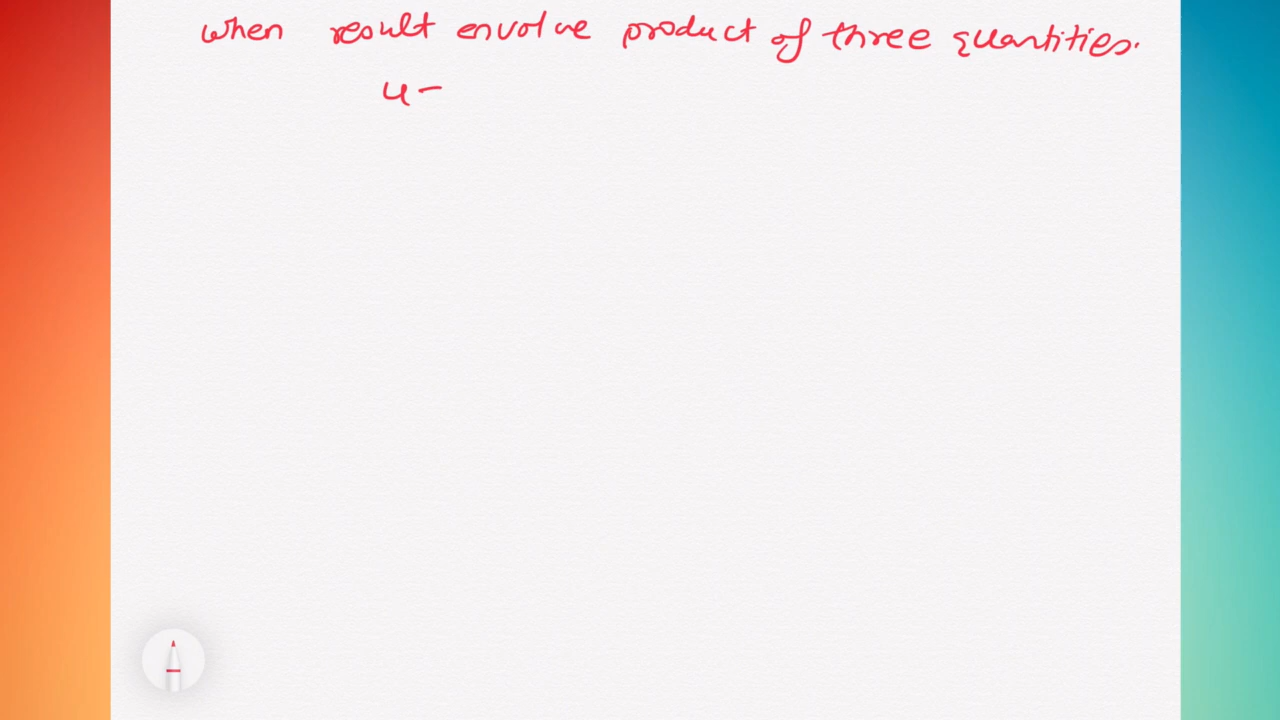 when result envolve product of three quantities.
u -